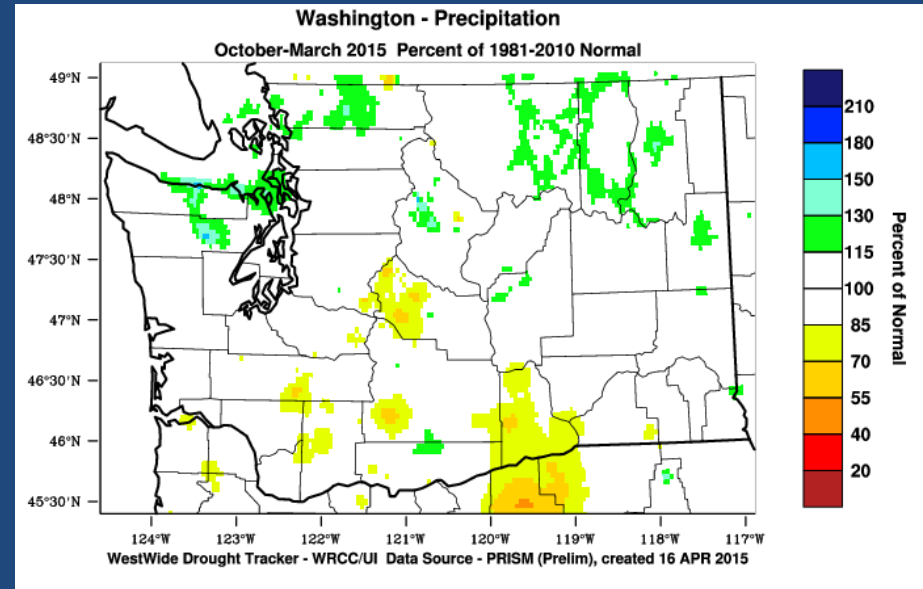 Washington - Precipitation
October-March 2015 Percent of 1981-2010 Normal
49°N
48°30'N
48°N
47°30'N
47°N
46°30'N
46°N
45°30'N
124°W 123°W 122°W 121°W 120°W 119°W 118°W 117°W
210
180
150
130
115
100
85
70
55
40
20
Percent of Normal
WestWide Drought Tracker - WRCC/UI Data Source - PRISM (Prelim), created 16 APR 2015